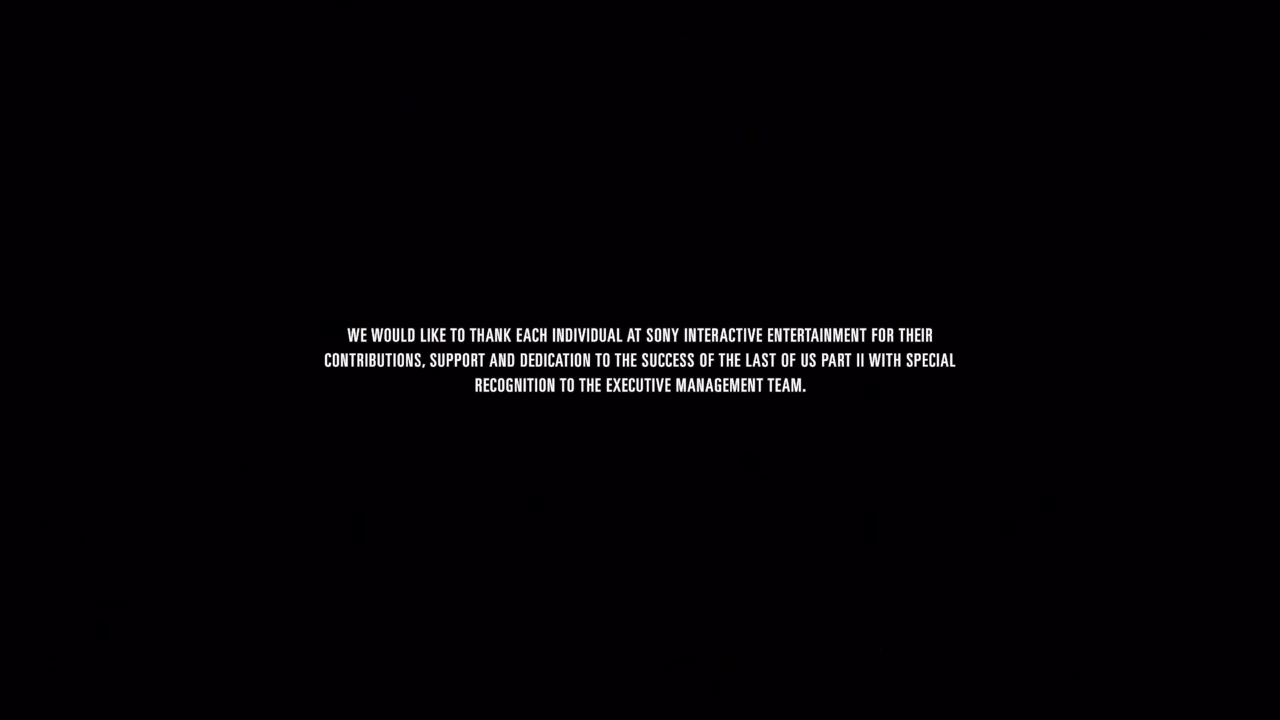 WE WOULD LIKE TO THANK EACH INDIVIDUAL AT SONY INTERACTIVE ENTERTAINMENT FOR THEIR
CONTRIBUTIONS, SUPPORT AND DEDICATION TO THE SUCCESS OF THE LAST OF US PART II WITH SPECIAL
RECOGNITION TO THE EXECUTIVE MANAGEMENT TEAM.